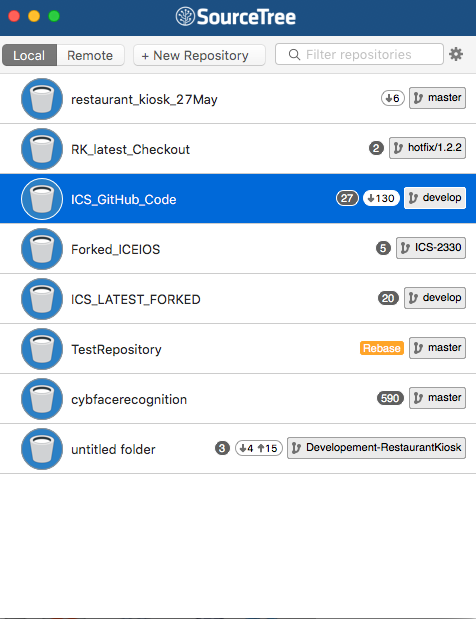 SourceTree
Local Remote + New Repository Filter repositories
restaurant_kiosk_27May ↓6 master
RK_latest_Checkout 2 hotfix/1.2.2
ICS_GitHub_Code 27 ↓130 develop
Forked_ICEIOS 5 ICS-2330
ICS_LATEST_FORKED 20 develop
TestRepository Rebase master
cybfacerecognition 590 master
untitled folder 3 ↓4 ↑15 Developement-RestaurantKiosk